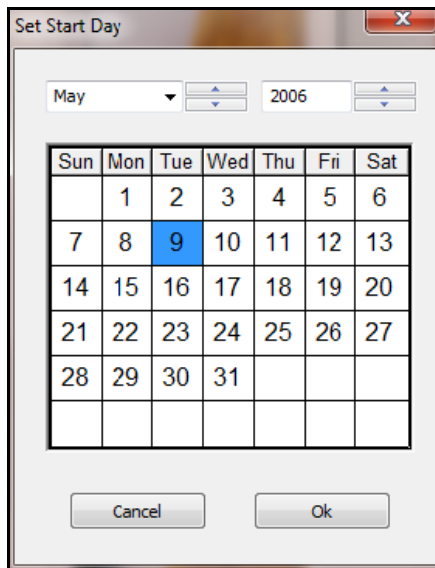 Set Start Day
X
May 2006
Sun Mon Tue Wed Thu Fri Sat
1 2 3 4 5 6
7 8 9 10 11 12 13
14 15 16 17 18 19 20
21 22 23 24 25 26 27
28 29 30 31
Cancel Ok